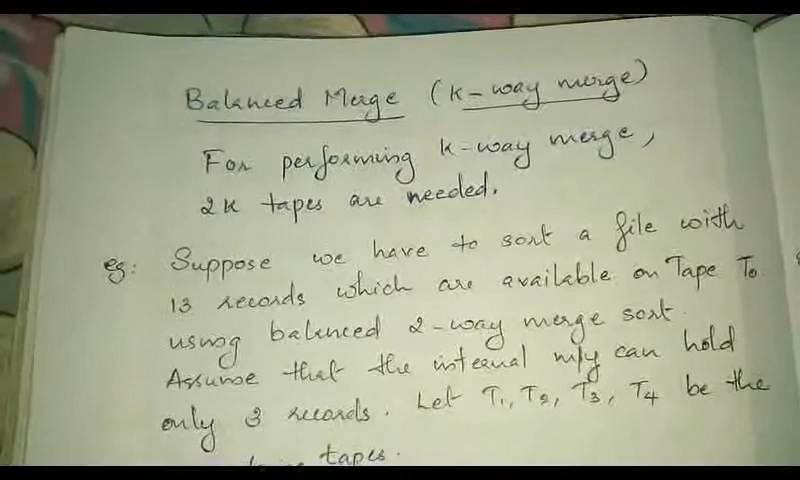 Balanced Merge (k-way merge)
For performing k-way merge,
2k tapes are needed.
eg: Suppose we have to sort a file with
13 records which are available on Tape T0
using balanced 2-way merge sort.
Assume that the internal m/y can hold
only 3 records. Let T1, T2, T3, T4 be the
tapes.